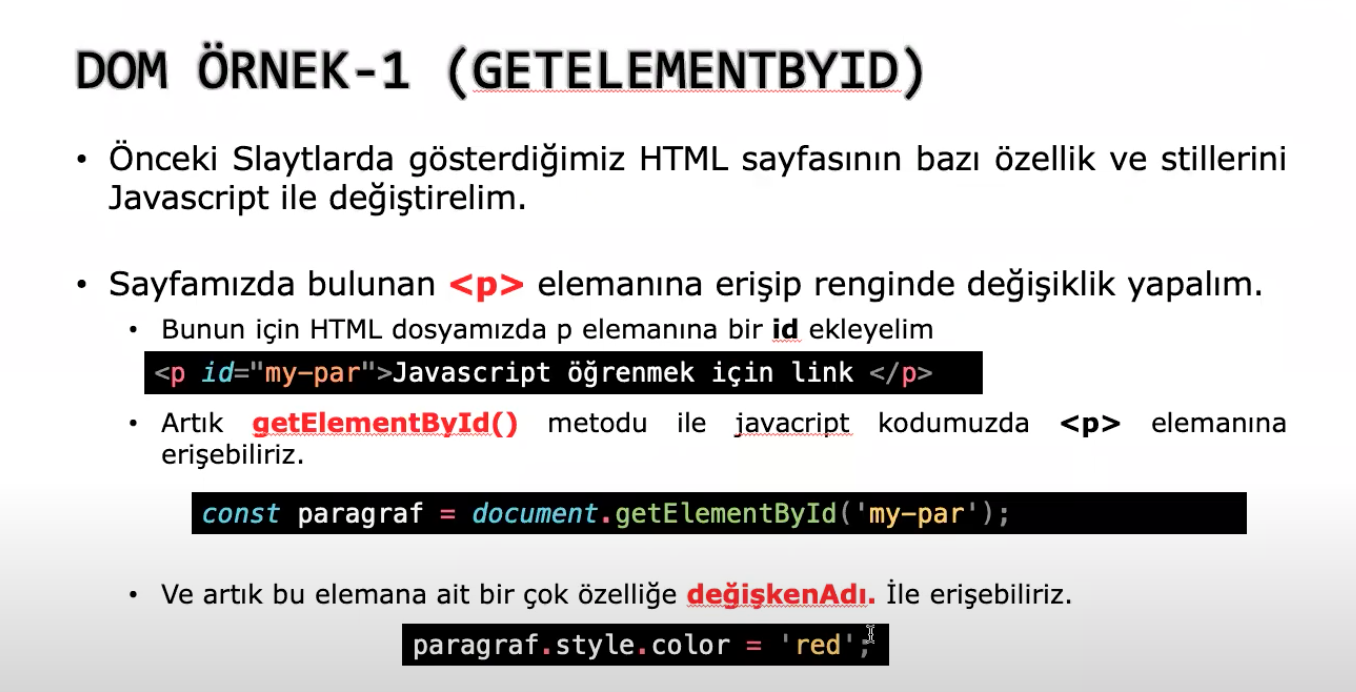 DOM ÖRNEK-1 (GETELEMENTBYID)
• Önceki Slaytlarda gösterdiğimiz HTML sayfasının bazı özellik ve stillerini
Javascript ile değiştirelim.
• Sayfamızda bulunan <p> elemanına erişip renginde değişiklik yapalım.
• Bunun için HTML dosyamızda p elemanına bir id ekleyelim
<p id="my-par">Javascript öğrenmek için link </p>
• Artık getElementById() metodu ile javacript kodumuzda <p> elemanına
erişebiliriz.
const paragraf = document.getElementById('my-par');
• Ve artık bu elemana ait bir çok özelliğe değişkenAdı. İle erişebiliriz.
paragraf.style.color = 'red';